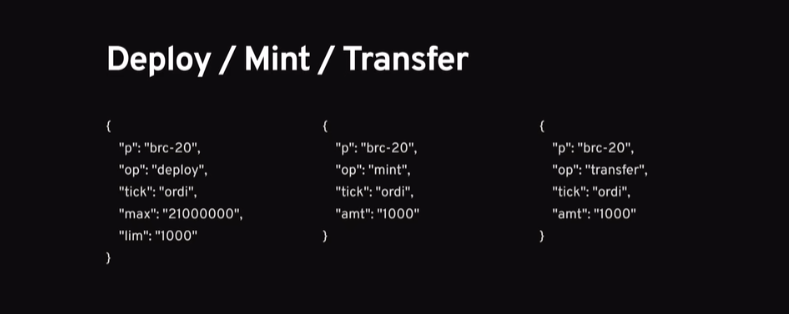 Deploy / Mint / Transfer
{
"p": "brc-20",
"op": "deploy",
"tick": "ordi",
"max": "21000000",
"lim": "1000"
}
{
"p": "brc-20",
"op": "mint",
"tick": "ordi",
"amt": "1000"
}
{
"p": "brc-20",
"op": "transfer",
"tick": "ordi",
"amt": "1000"
}